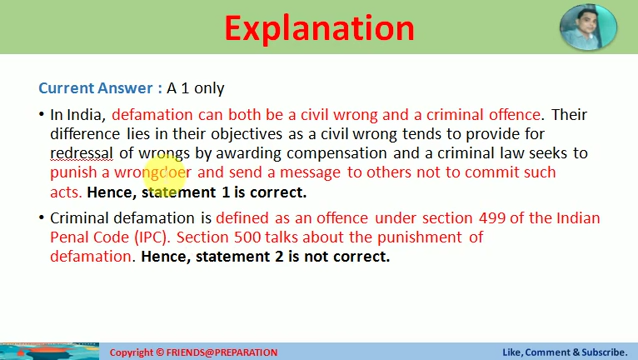 Explanation
Current Answer : A 1 only
• In India, defamation can both be a civil wrong and a criminal offence. Their
difference lies in their objectives as a civil wrong tends to provide for
redressal of wrongs by awarding compensation and a criminal law seeks to
punish a wrongdoer and send a message to others not to commit such
acts. Hence, statement 1 is correct.
• Criminal defamation is defined as an offence under section 499 of the Indian
Penal Code (IPC). Section 500 talks about the punishment of
defamation. Hence, statement 2 is not correct.
Copyright © FRIENDS@PREPARATION
Like, Comment & Subscribe.